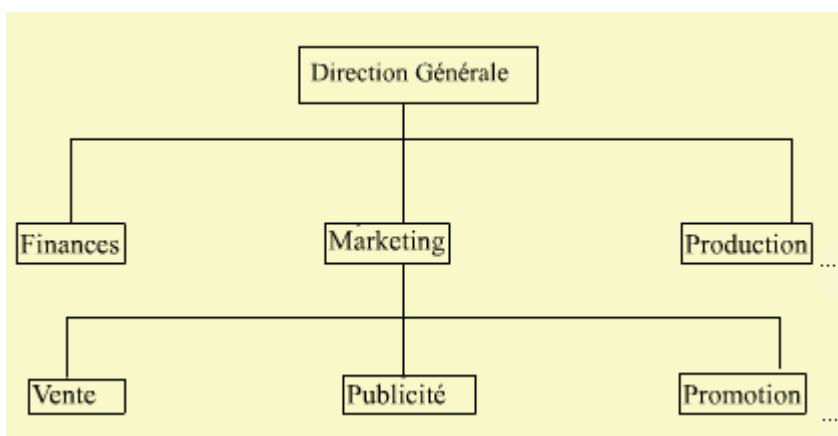 Direction Générale
Finances
Marketing
Production ...
Vente
Publicité
Promotion ...